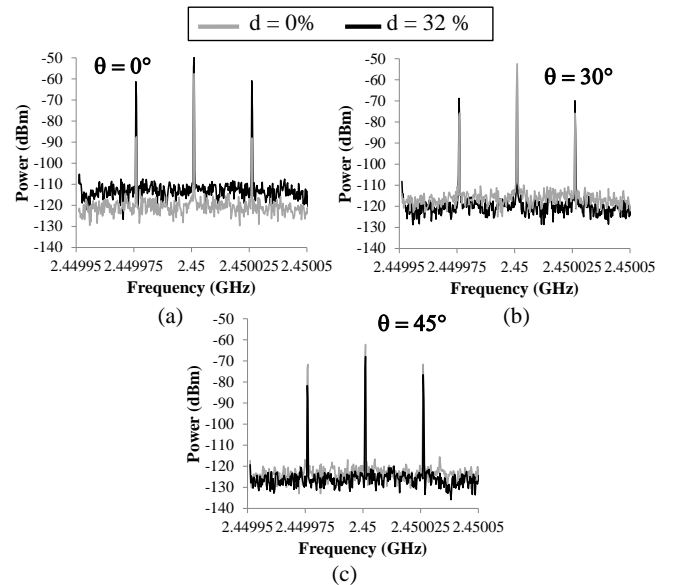 d = 0% d = 32 %
θ = 0°
Power (dBm)
-50
-60
-70
-80
-90
-100
-110
-120
-130
-140
2.44995 2.449975 2.45 2.450025 2.45005
Frequency (GHz)
(a)
θ = 30°
Power (dBm)
-50
-60
-70
-80
-90
-100
-110
-120
-130
-140
2.44995 2.449975 2.45 2.450025 2.45005
Frequency (GHz)
(b)
θ = 45°
Power (dBm)
-50
-60
-70
-80
-90
-100
-110
-120
-130
-140
2.44995 2.449975 2.45 2.450025 2.45005
Frequency (GHz)
(c)